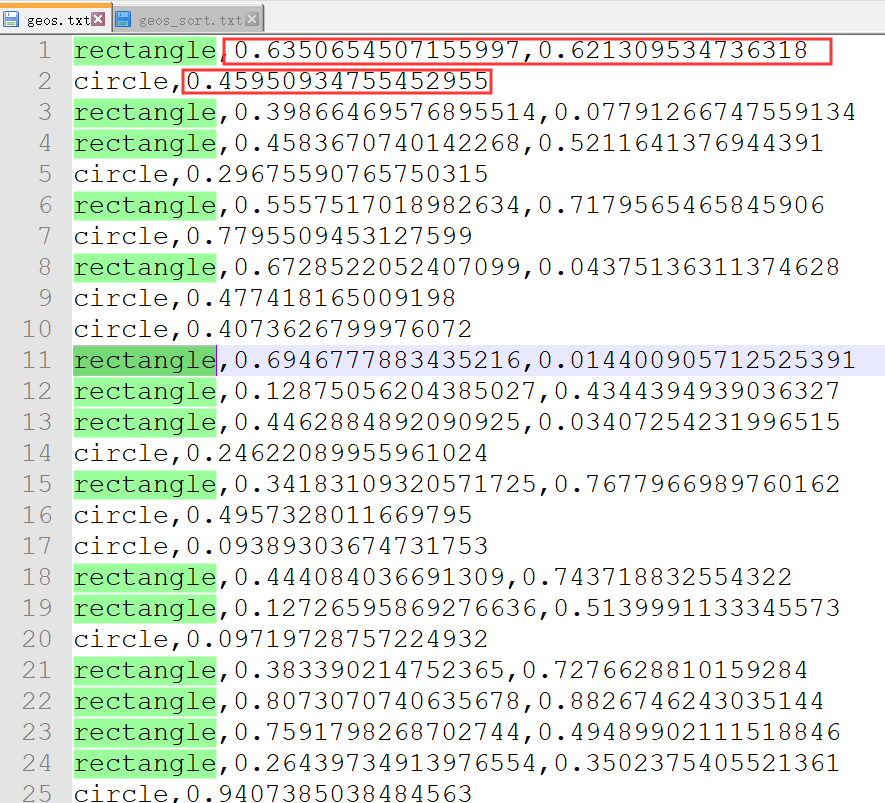 geos.txt geos_sort.txt
1 rectangle,0.6350654507155997,0.621309534736318
2 circle,0.45950934755452955
3 rectangle,0.39866469576895514,0.07791266747559134
4 rectangle,0.4583670740142268,0.5211641376944391
5 circle,0.29675590765750315
6 rectangle,0.5557517018982634,0.7179565465845906
7 circle,0.7795509453127599
8 rectangle,0.6728522052407099,0.04375136311374628
9 circle,0.477418165009198
10 circle,0.4073626799976072
11 rectangle,0.6946777883435216,0.014400905712525391
12 rectangle,0.12875056204385027,0.4344394939036327
13 rectangle,0.4462884892090925,0.03407254231996515
14 circle,0.24622089955961024
15 rectangle,0.34183109320571725,0.7677966989760162
16 circle,0.4957328011669795
17 circle,0.09389303674731753
18 rectangle,0.444084036691309,0.743718832554322
19 rectangle,0.12726595869276636,0.5139991133345573
20 circle,0.09719728757224932
21 rectangle,0.383390214752365,0.7276628810159284
22 rectangle,0.8073070740635678,0.8826746243035144
23 rectangle,0.7591798268702744,0.49489902111518846
24 rectangle,0.26439734913976554,0.3502375405521361
25 circle,0.9407385038484563